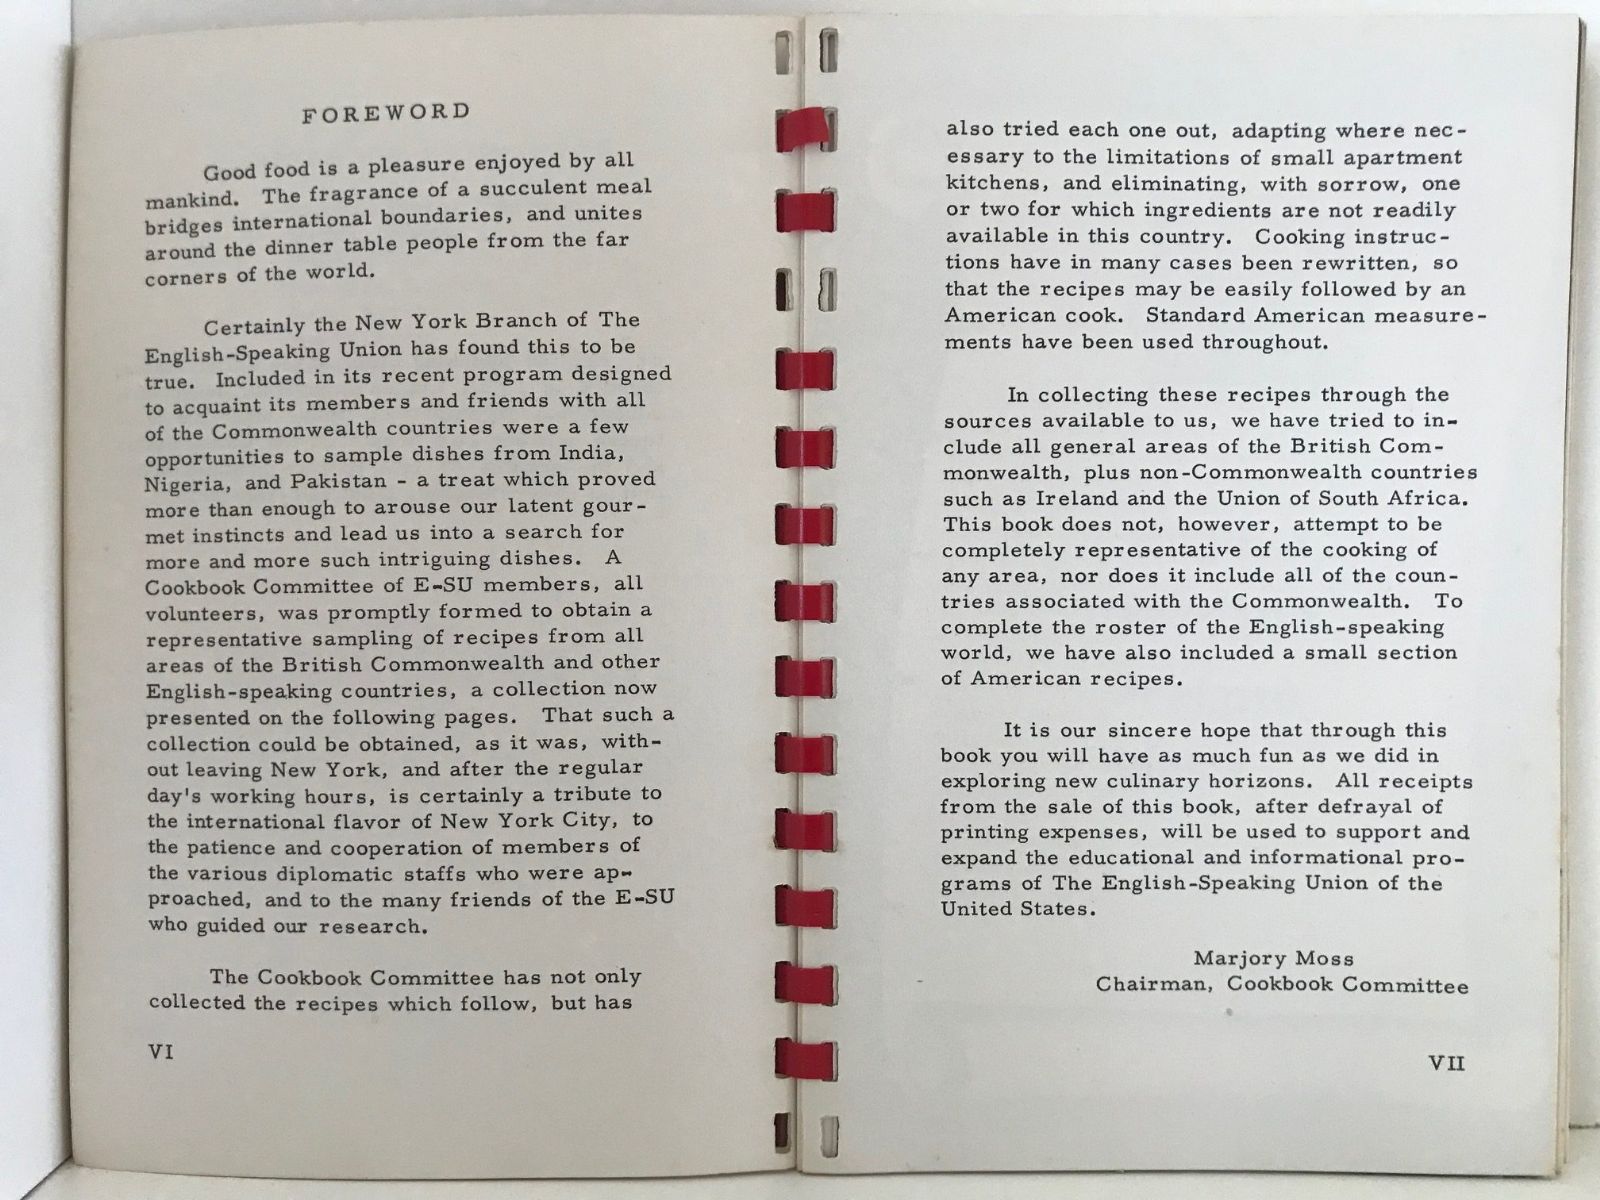 FOREWORD
Good food is a pleasure enjoyed by all
mankind. The fragrance of a succulent meal
bridges international boundaries, and unites
around the dinner table people from the far
corners of the world.
Certainly the New York Branch of The
English-Speaking Union has found this to be
true. Included in its recent program designed
to acquaint its members and friends with all
of the Commonwealth countries were a few
opportunities to sample dishes from India,
Nigeria, and Pakistan - a treat which proved
more than enough to arouse our latent gour-
met instincts and lead us into a search for
more and more such intriguing dishes. A
Cookbook Committee of E-SU members, all
volunteers, was promptly formed to obtain a
representative sampling of recipes from all
areas of the British Commonwealth and other
English-speaking countries, a collection now
presented on the following pages. That such a
collection could be obtained, as it was, with-
out leaving New York, and after the regular
day's working hours, is certainly a tribute to
the international flavor of New York City, to
the patience and cooperation of members of
the various diplomatic staffs who were ap-
proached, and to the many friends of the E-SU
who guided our research.
The Cookbook Committee has not only
collected the recipes which follow, but has
VI
also tried each one out, adapting where nec-
essary to the limitations of small apartment
kitchens, and eliminating, with sorrow, one
or two for which ingredients are not readily
available in this country. Cooking instruc-
tions have in many cases been rewritten, so
that the recipes may be easily followed by an
American cook. Standard American measure-
ments have been used throughout.
In collecting these recipes through the
sources available to us, we have tried to in-
clude all general areas of the British Com-
monwealth, plus non-Commonwealth countries
such as Ireland and the Union of South Africa.
This book does not, however, attempt to be
completely representative of the cooking of
any area, nor does it include all of the coun-
tries associated with the Commonwealth. To
complete the roster of the English-speaking
world, we have also included a small section
of American recipes.
It is our sincere hope that through this
book you will have as much fun as we did in
exploring new culinary horizons. All receipts
from the sale of this book, after defrayal of
printing expenses, will be used to support and
expand the educational and informational pro-
grams of The English-Speaking Union of the
United States.
Marjory Moss
Chairman, Cookbook Committee
VII